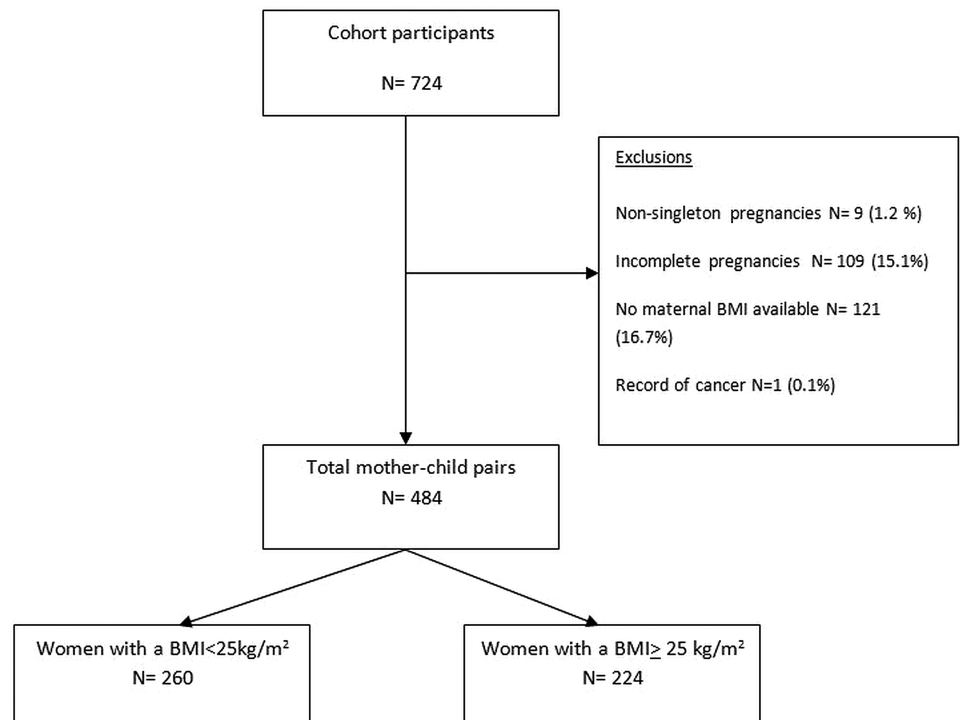 Cohort participants
N= 724
Exclusions
Non-singleton pregnancies N= 9 (1.2 %)
Incomplete pregnancies N= 109 (15.1%)
No maternal BMI available N= 121
(16.7%)
Record of cancer N=1 (0.1%)
Total mother-child pairs
N= 484
Women with a BMI<25kg/m²
N= 260
Women with a BMI≥ 25 kg/m²
N= 224